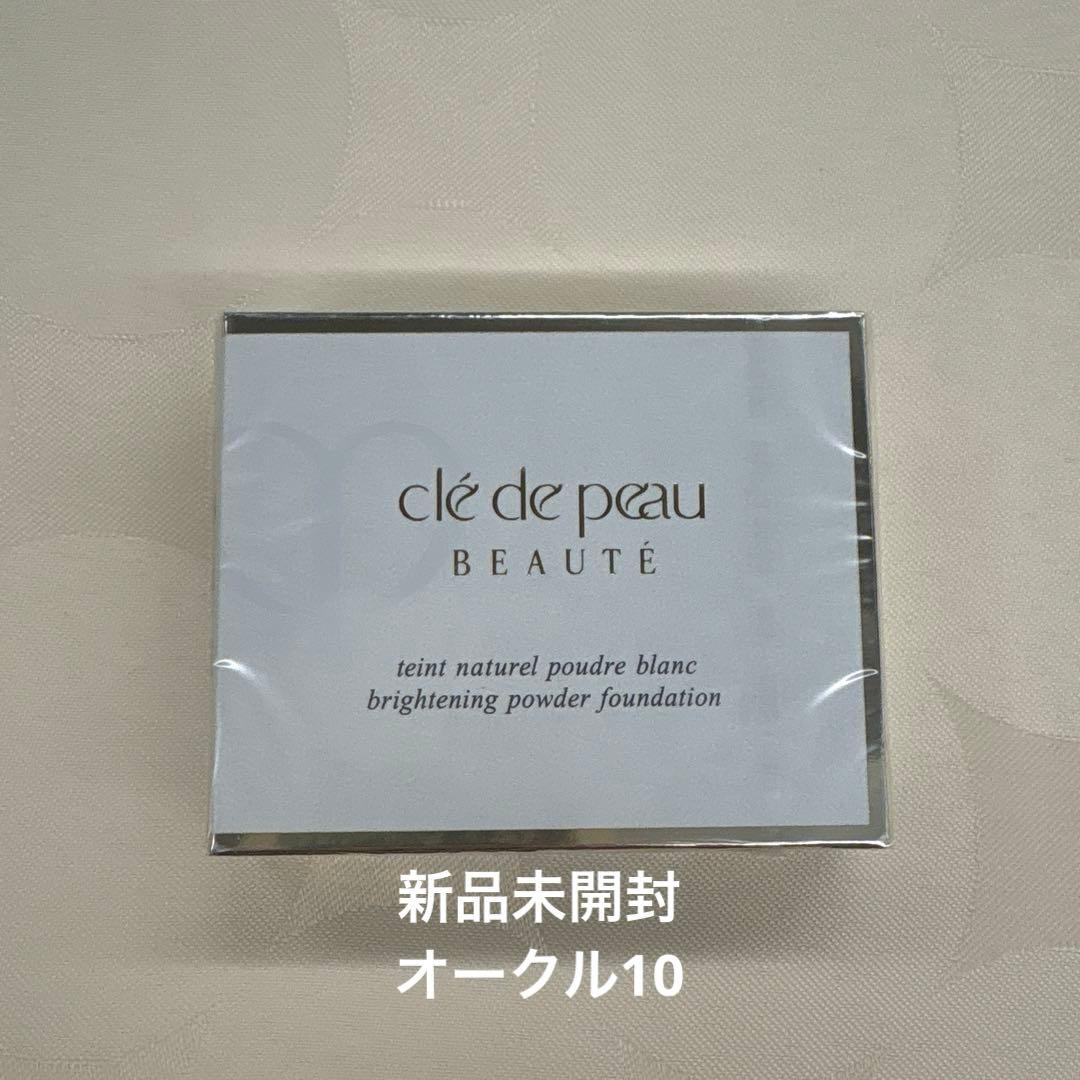 clé de peau
BEAUTÉ
teint naturel poudre blanc
brightening powder foundation
新品未開封
オークル10